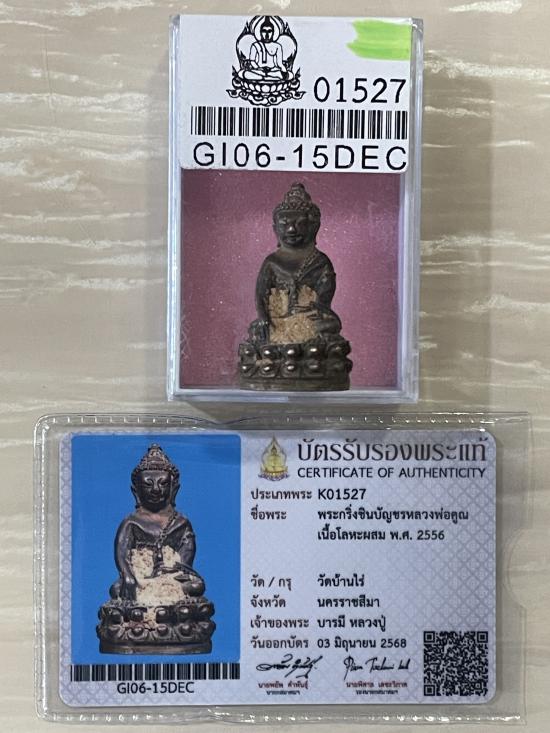 01527
GI06-15DEC
บัตรรับรองพระแท้
CERTIFICATE OF AUTHENTICITY
ประเภทพระ K01527
ชื่อพระ พระกริ่งชินบัญชรหลวงพ่อคูณ
เนื้อโลหะผสม พ.ศ. 2556
วัด / กรุ วัดบ้านไร่
จังหวัด นครราชสีมา
เจ้าของพระ บารมี หลวงปู่
วันออกบัตร 03 มิถุนายน 2568
GI06-15DEC